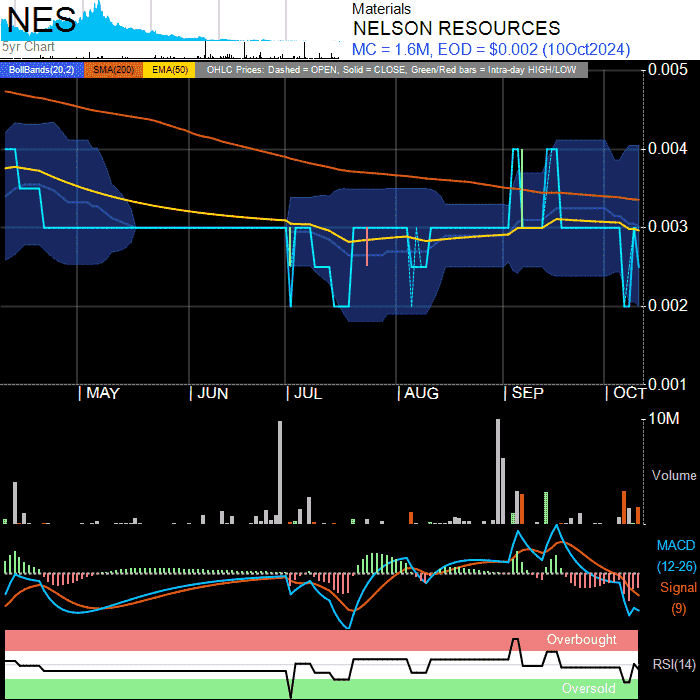 NES
5yr Chart
Materials
NELSON RESOURCES
MC = 1.6M, EOD = $0.002 (10Oct2024)
BollBands(20,2) SMA(200) EMA(50) OHLC Prices: Dashed = OPEN, Solid = CLOSE, Green/Red bars = Intra-day HIGH/LOW
0.005
0.004
0.003
0.002
0.001
| MAY | JUN | JUL | AUG | SEP | OCT
10M
Volume
MACD
(12-26)
Signal
(9)
Overbought
RSI(14)
Oversold